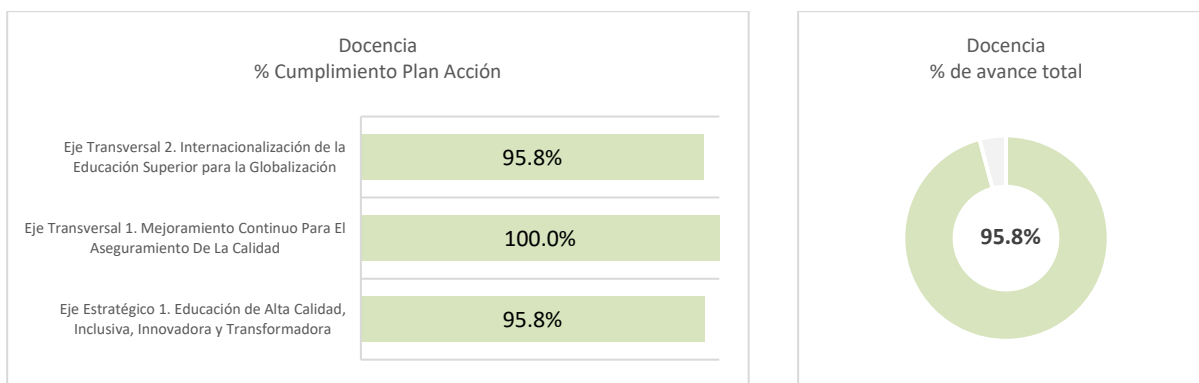 Docencia
% Cumplimiento Plan Acción
Eje Transversal 2. Internacionalización de la
Educación Superior para la Globalización
95.8%
Eje Transversal 1. Mejoramiento Continuo Para El
Aseguramiento De La Calidad
100.0%
Eje Estratégico 1. Educación de Alta Calidad,
Inclusiva, Innovadora y Transformadora
95.8%
Docencia
% de avance total
95.8%